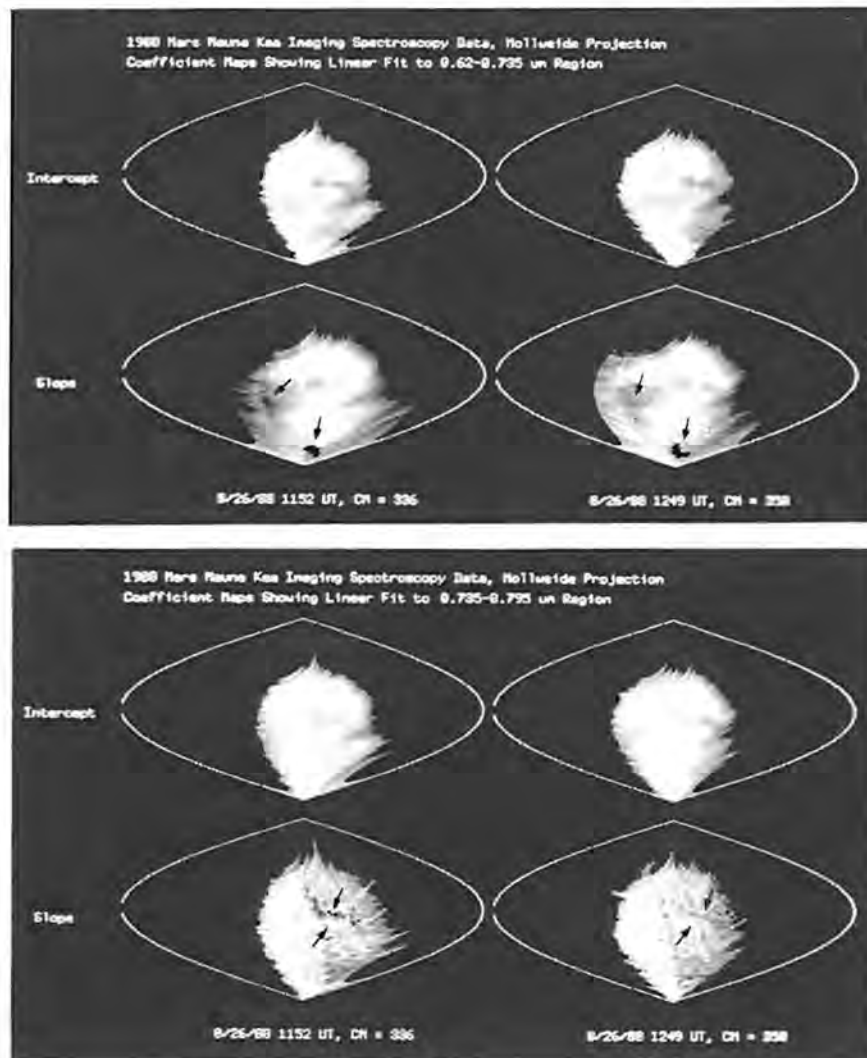 1988 Mars Mauna Kea Imaging Spectroscopy Data, Mollweide Projection
Coefficient Maps Showing Linear Fit to 0.62-0.735 um Region
Intercept
Slope
8/26/88 1152 UT, CM = 336
8/26/88 1249 UT, CM = 350
1988 Mars Mauna Kea Imaging Spectroscopy Data, Mollweide Projection
Coefficient Maps Showing Linear Fit to 0.735-0.795 um Region
Intercept
Slope
8/26/88 1152 UT, CM = 336
8/26/88 1249 UT, CM = 350